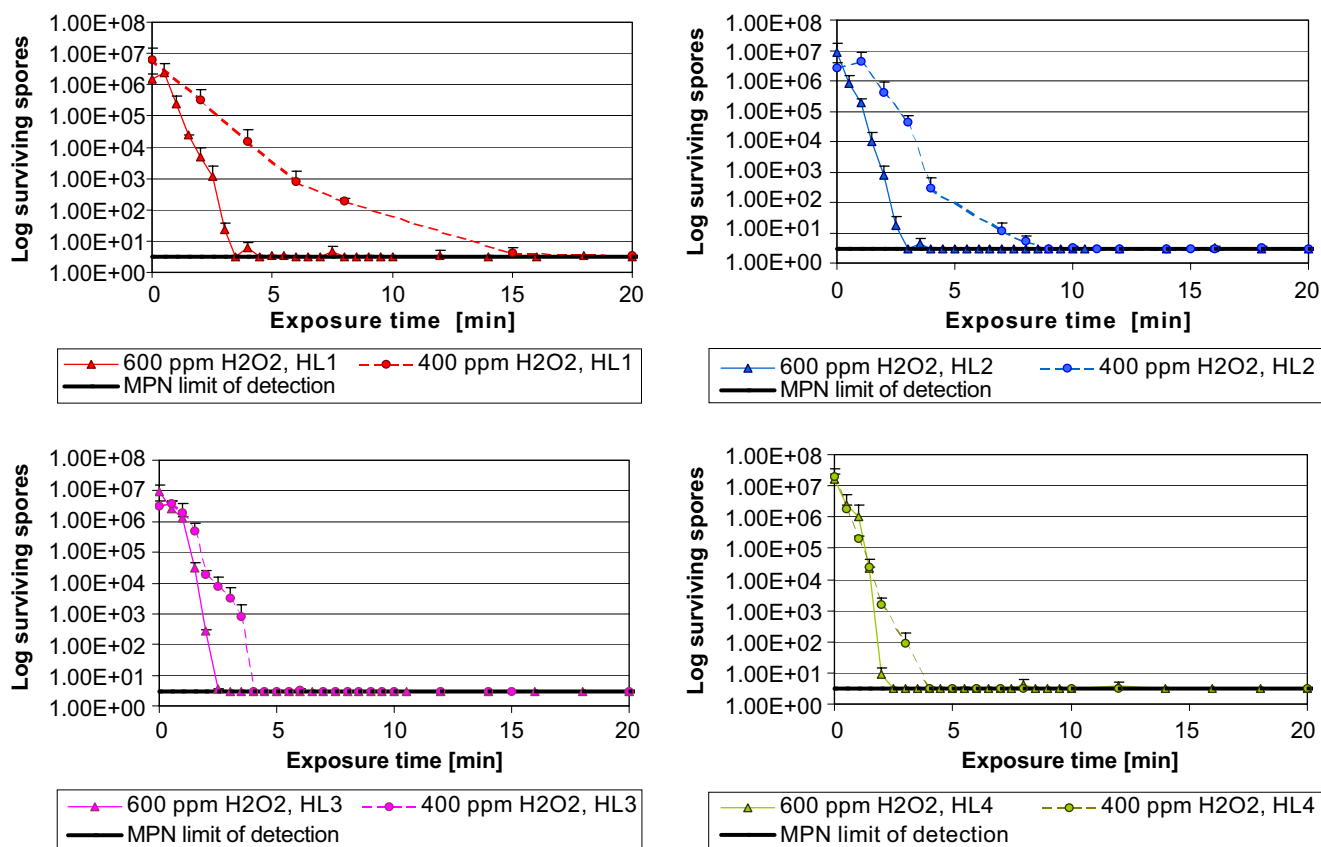 Log surviving spores
1.00E+08
1.00E+07
1.00E+06
1.00E+05
1.00E+04
1.00E+03
1.00E+02
1.00E+01
1.00E+00
0 5 10 15 20
Exposure time [min]
600 ppm H2O2, HL1 400 ppm H2O2, HL1
MPN limit of detection
Log surviving spores
1.00E+08
1.00E+07
1.00E+06
1.00E+05
1.00E+04
1.00E+03
1.00E+02
1.00E+01
1.00E+00
0 5 10 15 20
Exposure time [min]
600 ppm H2O2, HL2 400 ppm H2O2, HL2
MPN limit of detection
Log surviving spores
1.00E+08
1.00E+07
1.00E+06
1.00E+05
1.00E+04
1.00E+03
1.00E+02
1.00E+01
1.00E+00
0 5 10 15 20
Exposure time [min]
600 ppm H2O2, HL3 400 ppm H2O2, HL3
MPN limit of detection
Log surviving spores
1.00E+08
1.00E+07
1.00E+06
1.00E+05
1.00E+04
1.00E+03
1.00E+02
1.00E+01
1.00E+00
0 5 10 15 20
Exposure time [min]
600 ppm H2O2, HL4 400 ppm H2O2, HL4
MPN limit of detection